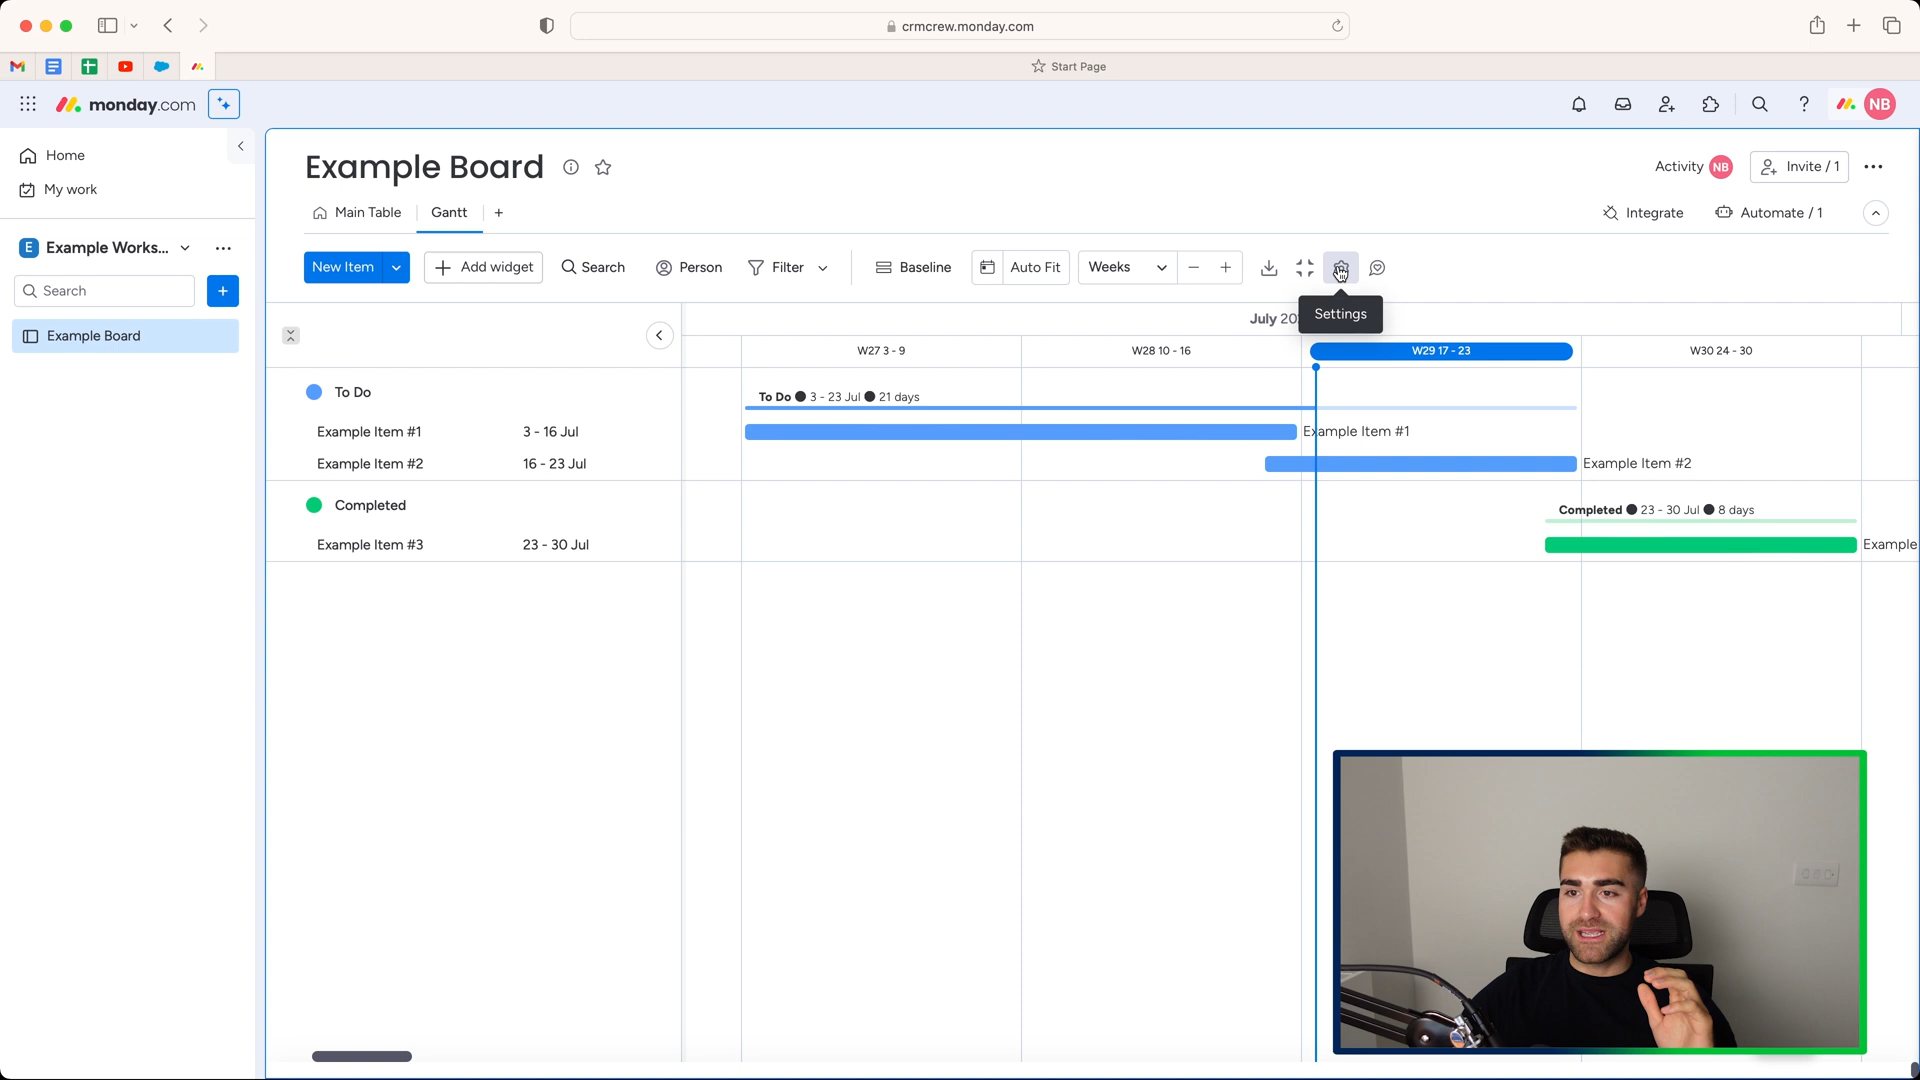 crmcrew.monday.com
Start Page
monday.com
NB
Home
My work
E Example Works...
Search
Example Board
Example Board
Activity NB
Invite / 1
Main Table
Gantt
Integrate
Automate / 1
New Item
Add widget
Search
Person
Filter
Baseline
Auto Fit
Weeks
Settings
July 20
W27 3 - 9
W28 10 - 16
W29 17 - 23
W30 24 - 30
To Do
To Do ● 3 - 23 Jul ● 21 days
Example Item #1 3 - 16 Jul
Example Item #1
Example Item #2 16 - 23 Jul
Example Item #2
Completed
Completed ● 23 - 30 Jul ● 8 days
Example Item #3 23 - 30 Jul
Example